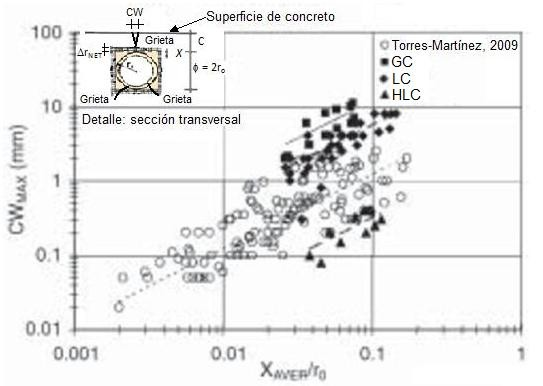 CW
Superficie de concreto
Grieta
C
ΔrNET
X
r₀
ϕ = 2r₀
Grieta
Grieta
Detalle: sección transversal
Torres-Martínez, 2009
GC
LC
HLC
CWMAX (mm)
100
10
1
0.1
0.01
0.001
0.01
0.1
1
XAVER/r₀